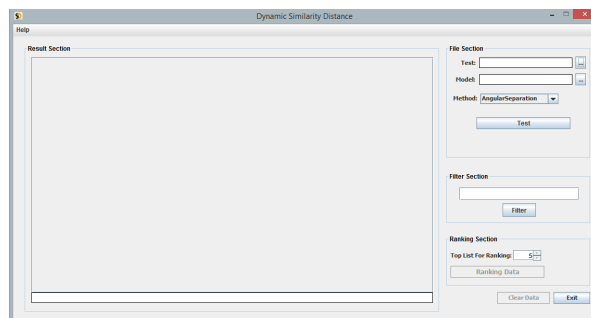 Dynamic Similarity Distance
Help
Result Section
File Section
Test:
...
Model:
...
Method: AngularSeparation
Test
Filter Section
Filter
Ranking Section
Top List For Ranking: 5
Ranking Data
Clear Data Exit